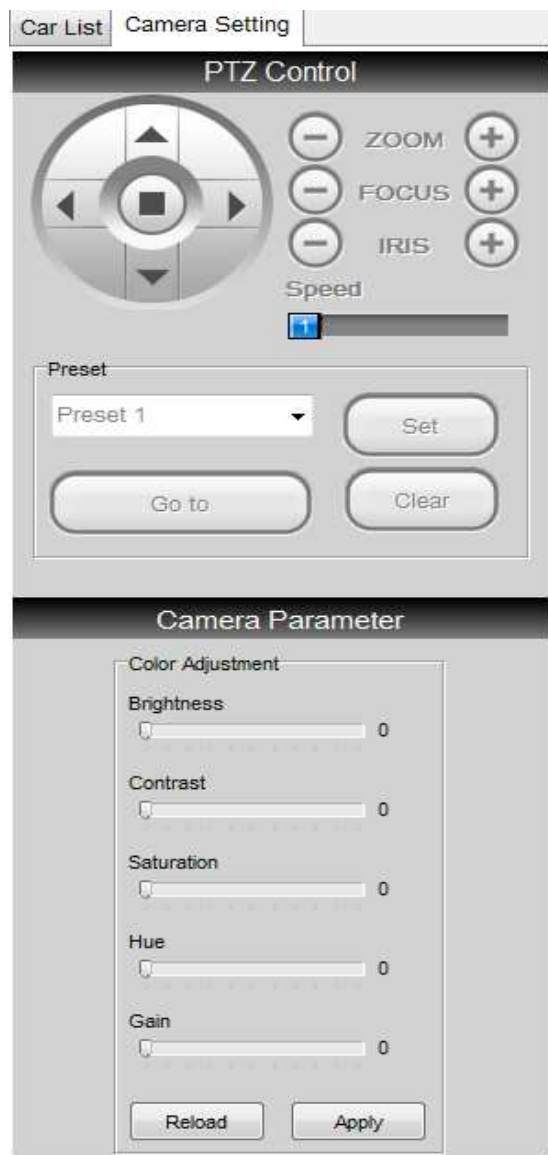 Car List Camera Setting
PTZ Control
ZOOM
FOCUS
IRIS
Speed
1
Preset
Preset 1
Set
Go to
Clear
Camera Parameter
Color Adjustment
Brightness
0
Contrast
0
Saturation
0
Hue
0
Gain
0
Reload Apply